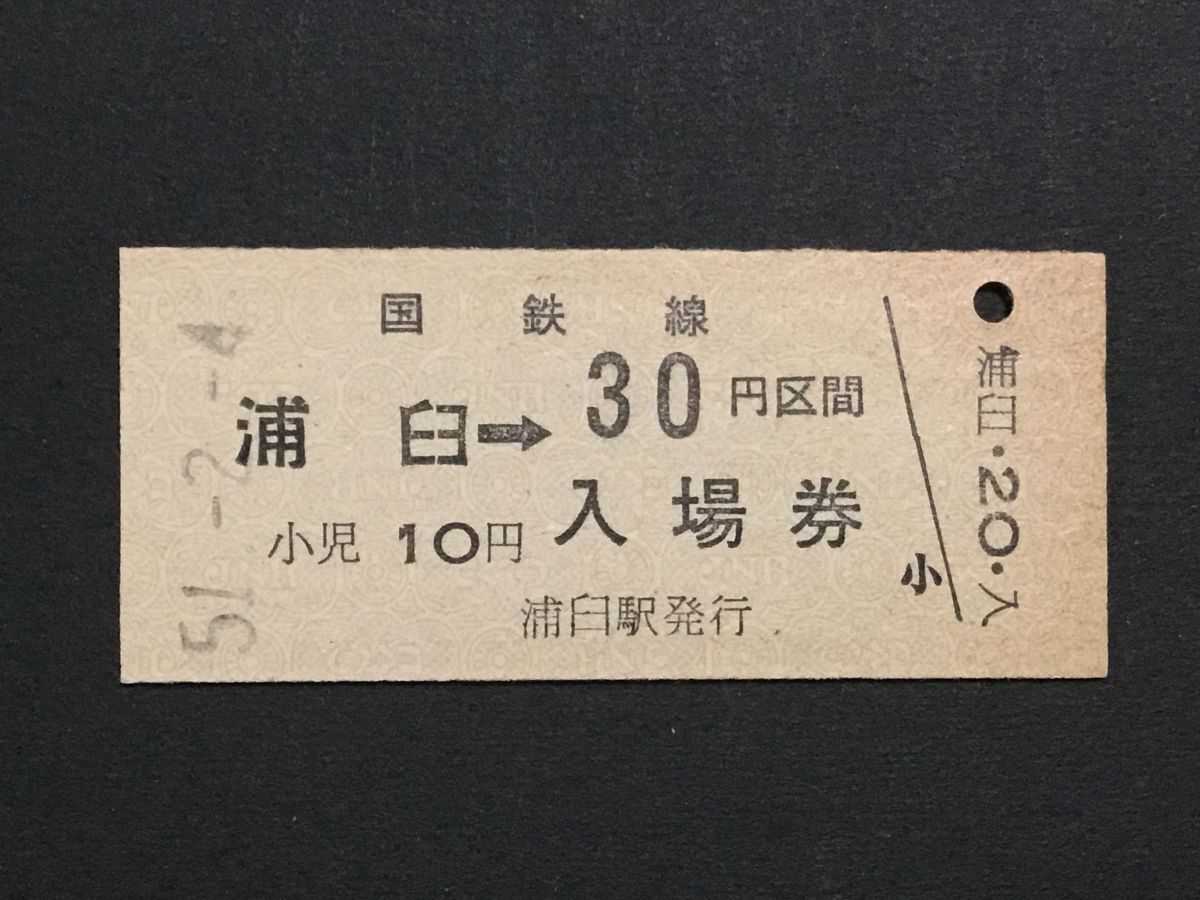 国鉄線
浦臼→30円区間
小児 10円 入場券
浦臼駅発行
小
浦臼・20・入
51.-2.-4